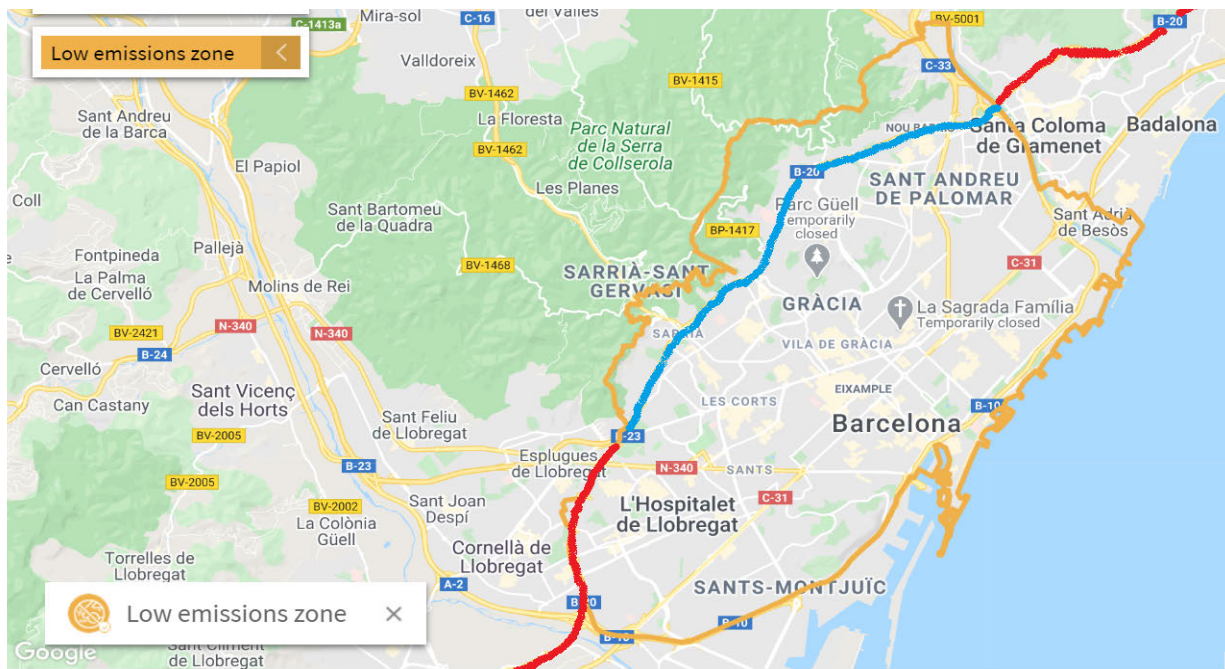 C-1413a
Mira-sol
C-16
del Vallès
BV-5001
B-20
Low emissions zone
Valldoreix
C-33
BV-1462
BV-1415
Sant Andreu
de la Barca
La Floresta
Parc Natural
de la Serra
de Collserola
NOU BARRIS
Santa Coloma
de Gramenet
Badalona
BV-1462
El Papiol
Les Planes
B-20
SANT ANDREU
DE PALOMAR
Coll
Sant Bartomeu
de la Quadra
Parc Güell
Temporarily
closed
Sant Adrià
de Besòs
Fontpineda
Pallejà
BP-1417
La Palma
de Cervelló
Molins de Rei
BV-1468
SARRIÀ-SANT
GERVASI
C-31
GRÀCIA
La Sagrada Família
Temporarily closed
N-340
N-340
BV-2421
SARRIÀ
VILA DE GRÀCIA
B-24
Cervelló
Sant Vicenç
dels Horts
EIXAMPLE
Can Castany
LES CORTS
B-10
Sant Feliu
de Llobregat
Barcelona
BV-2005
B-23
Esplugues
de Llobregat
B-23
N-340
SANTS
BV-2005
Sant Joan
Despí
C-31
BV-2002
L'Hospitalet
de Llobregat
La Colònia
Güell
Cornellà de
Llobregat
Torrelles de
Llobregat
A-2
SANTS-MONTJUÏC
B-20
Low emissions zone
B-10
B-10
Google
Sant Climent
de Llobregat